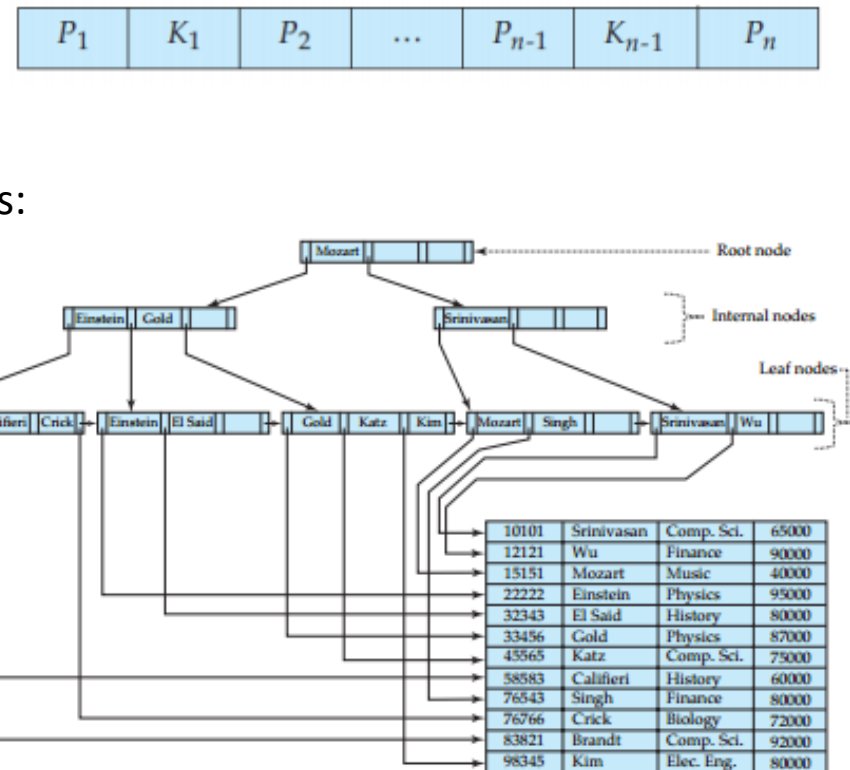 P1 K1 P2 ... Pn-1 Kn-1 Pn
s:
Mozart Root node
Einstein Gold Srinivasan Internal nodes
Leaf nodes
ifieri Crick Einstein El Said Gold Katz Kim Mozart Singh Srinivasan Wu
10101 Srinivasan Comp. Sci. 65000
12121 Wu Finance 90000
15151 Mozart Music 40000
22222 Einstein Physics 95000
32343 El Said History 80000
33456 Gold Physics 87000
45565 Katz Comp. Sci. 75000
58583 Califieri History 60000
76543 Singh Finance 80000
76766 Crick Biology 72000
83821 Brandt Comp. Sci. 92000
98345 Kim Elec. Eng. 80000